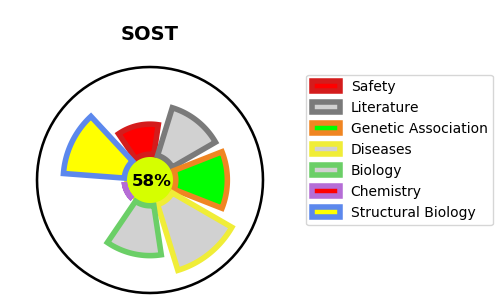 SOST
58%
Safety
Literature
Genetic Association
Diseases
Biology
Chemistry
Structural Biology